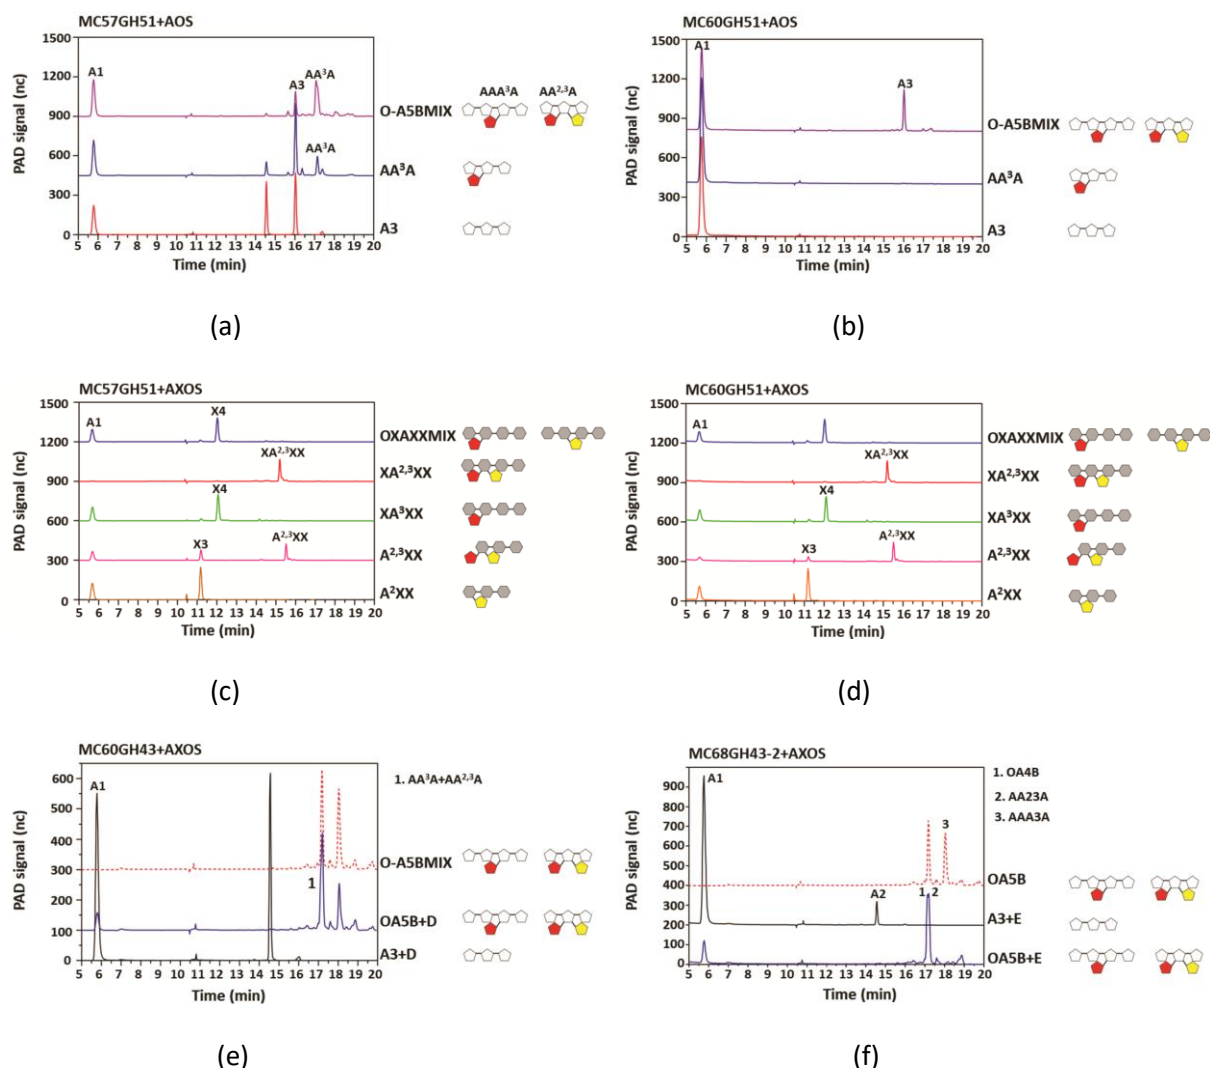 MC57GH51+AOS
PAD signal (nc)
1500
1200
900
600
300
0
A1
A3
AA³A
AA³A
O-A5BMIX
AA³A
A3
AAA³A
AA²,³A
5 6 7 8 9 10 11 12 13 14 15 16 17 18 19 20
Time (min)
(a)
MC60GH51+AOS
PAD signal (nc)
1500
1200
900
600
300
0
A1
A3
O-A5BMIX
AA³A
A3
5 6 7 8 9 10 11 12 13 14 15 16 17 18 19 20
Time (min)
(b)
MC57GH51+AXOS
PAD signal (nc)
1500
1200
900
600
300
0
A1
X4
XA²,³XX
X4
X3
A²,³XX
OXAXXMIX
XA²,³XX
XA³XX
A²,³XX
A²XX
5 6 7 8 9 10 11 12 13 14 15 16 17 18 19 20
Time (min)
(c)
MC60GH51+AXOS
PAD signal (nc)
1500
1200
900
600
300
0
A1
XA²,³XX
X4
X3
A²,³XX
OXAXXMIX
XA²,³XX
XA³XX
A²,³XX
A²XX
5 6 7 8 9 10 11 12 13 14 15 16 17 18 19 20
Time (min)
(d)
MC60GH43+AXOS
PAD signal (nc)
600
500
400
300
200
100
0
A1
1
1. AA³A+AA²,³A
O-A5BMIX
OA5B+D
A3+D
5 6 7 8 9 10 11 12 13 14 15 16 17 18 19 20
Time (min)
(e)
MC68GH43-2+AXOS
PAD signal (nc)
900
800
700
600
500
400
300
200
200
100
0
A1
A2
3
1 2
1. OA4B
2. AA23A
3. AAA3A
OA5B
A3+E
OA5B+E
5 6 7 8 9 10 11 12 13 14 15 16 17 18 19 20
Time (min)
(f)